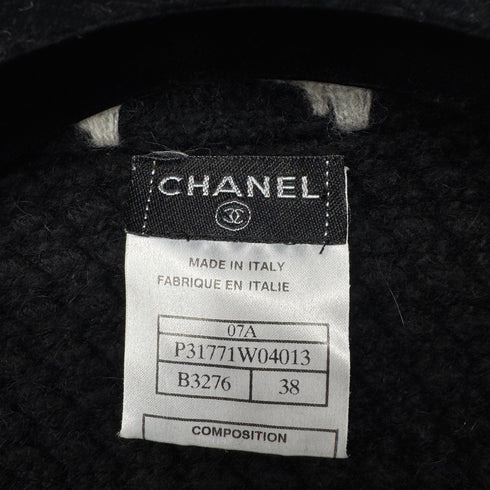 CHANEL
MADE IN ITALY
FABRIQUE EN ITALIE
07A
P31771W04013
B3276 38
COMPOSITION